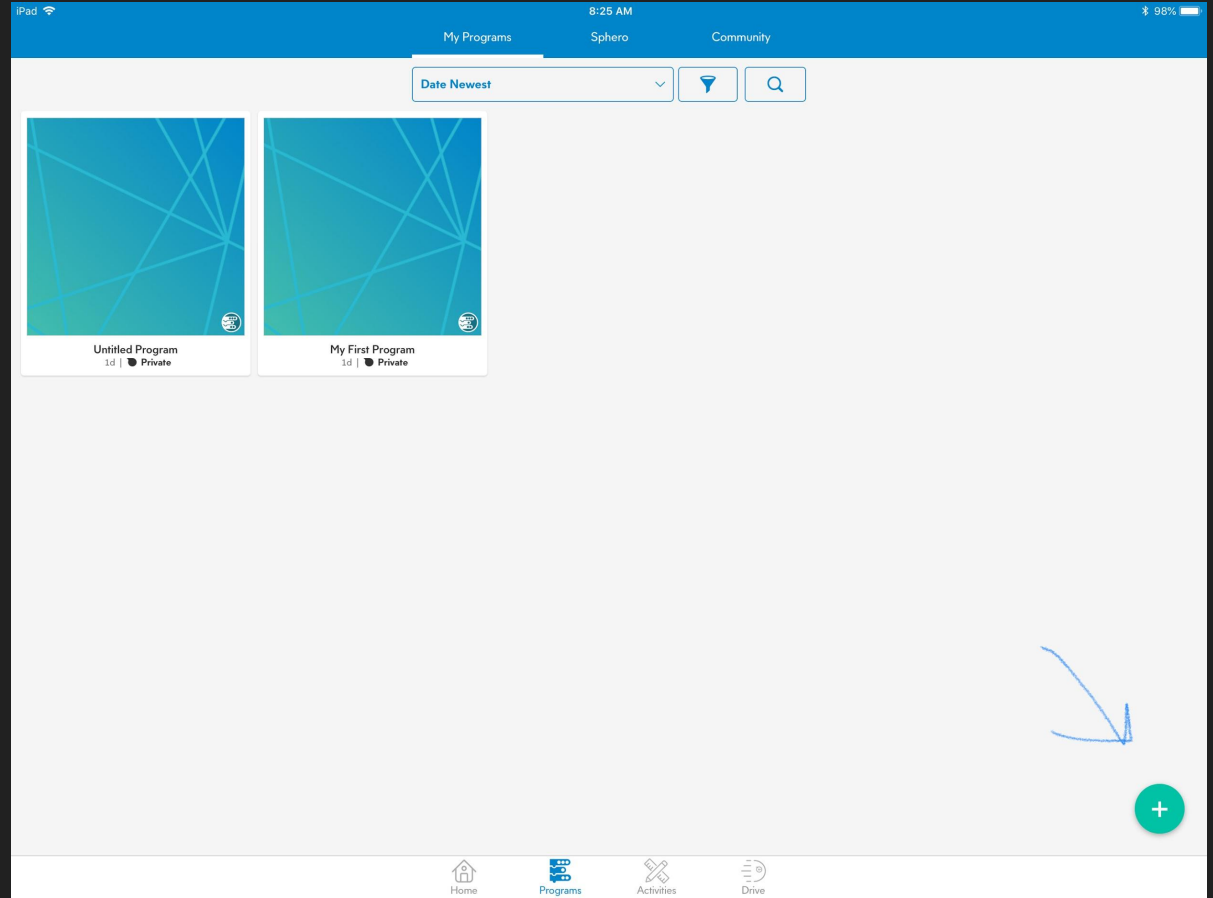 iPad 8:25 AM 98%
My Programs Sphero Community
Date Newest
Untitled Program
1d | Private
My First Program
1d | Private
+
Home Programs Activities Drive